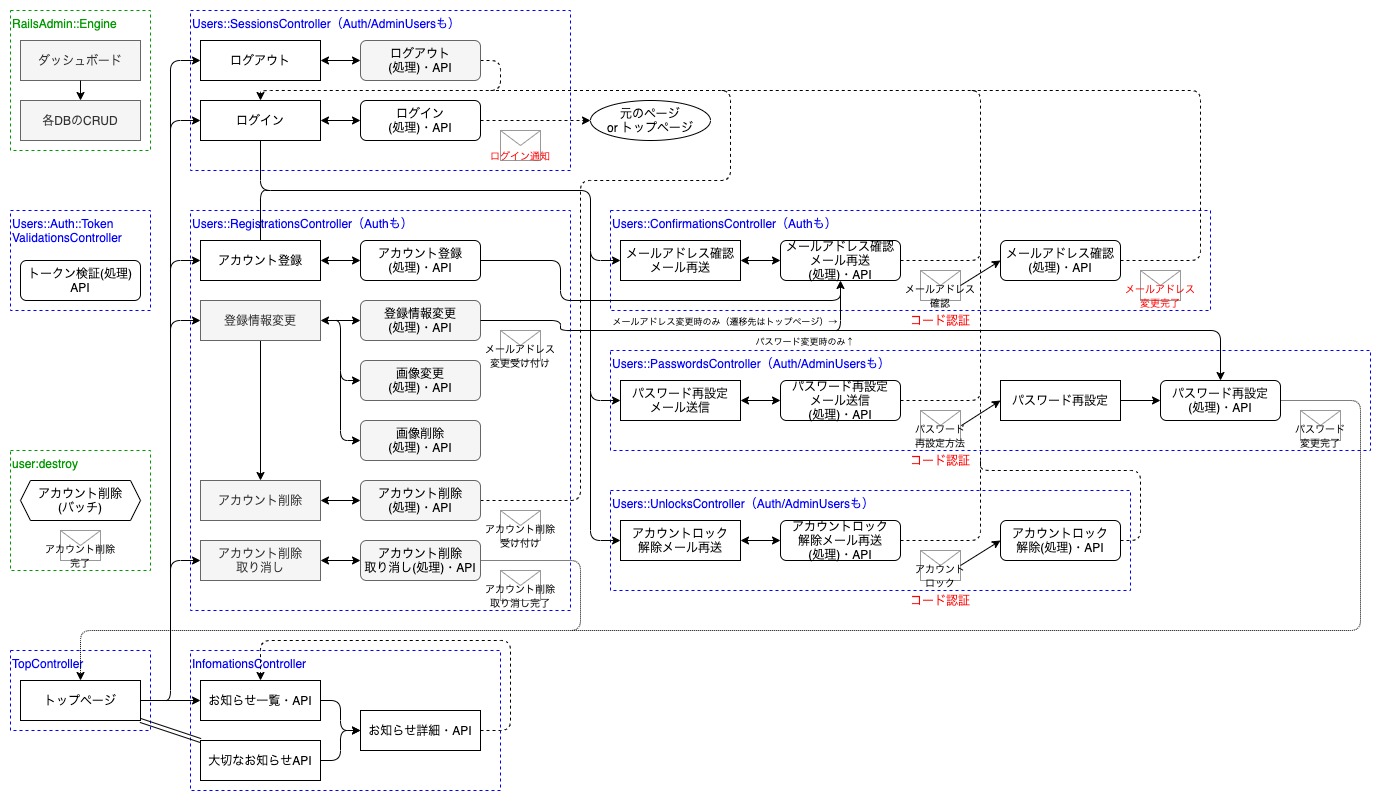 RailsAdmin::Engine
ダッシュボード
各DBのCRUD
Users::SessionsController（Auth/AdminUsersも）
ログアウト
ログアウト
(処理)・API
ログイン
ログイン
(処理)・API
ログイン通知
元のページ
or トップページ
Users::Auth::Token
ValidationsController
トークン検証(処理)
API
Users::RegistrationsController（Authも）
アカウント登録
アカウント登録
(処理)・API
登録情報変更
登録情報変更
(処理)・API
メールアドレス
変更受け付け
画像変更
(処理)・API
画像削除
(処理)・API
アカウント削除
アカウント削除
(処理)・API
アカウント削除
受け付け
アカウント削除
取り消し
アカウント削除
取り消し(処理)・API
アカウント削除
取り消し完了
Users::ConfirmationsController（Authも）
メールアドレス確認
メール再送
メールアドレス確認
メール再送
(処理)・API
メールアドレス
確認
コード認証
メールアドレス確認
(処理)・API
メールアドレス
変更完了
メールアドレス変更時のみ（遷移先はトップページ）→
パスワード変更時のみ↑
Users::PasswordsController（Auth/AdminUsersも）
パスワード再設定
メール送信
パスワード再設定
メール送信
(処理)・API
パスワード
再設定方法
コード認証
パスワード再設定
パスワード再設定
(処理)・API
パスワード
変更完了
Users::UnlocksController（Auth/AdminUsersも）
アカウントロック
解除メール再送
アカウントロック
解除メール再送
(処理)・API
アカウント
ロック
コード認証
アカウントロック
解除(処理)・API
user:destroy
アカウント削除
(バッチ)
アカウント削除
完了
TopController
トップページ
InfomationsController
お知らせ一覧・API
大切なお知らせAPI
お知らせ詳細・API